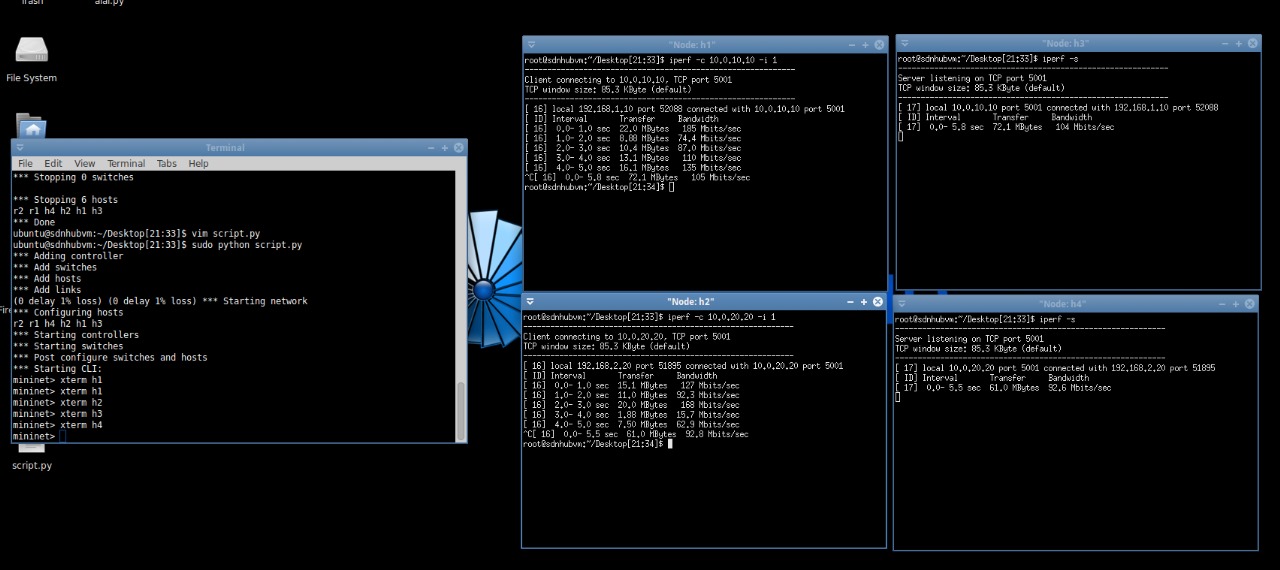 Trash
alai.py
File System
Terminal
File Edit View Terminal Tabs Help
*** Stopping 0 switches
*** Stopping 6 hosts
r2 r1 h4 h2 h1 h3
*** Done
ubuntu@sdnhubvm:~/Desktop[21:33]$ vim script.py
ubuntu@sdnhubvm:~/Desktop[21:33]$ sudo python script.py
*** Adding controller
*** Add switches
*** Add hosts
*** Add links
(0 delay 1% loss) (0 delay 1% loss) *** Starting network
*** Configuring hosts
r2 r1 h4 h2 h1 h3
*** Starting controllers
*** Starting switches
*** Post configure switches and hosts
*** Starting CLI:
mininet> xterm h1
mininet> xterm h1
mininet> xterm h2
mininet> xterm h3
mininet> xterm h4
mininet>
script.py
"Node: h1"
root@sdnhubvm:~/Desktop[21:33]$ iperf -c 10.0.10.10 -i 1
------------------------------------------------------------
Client connecting to 10.0.10.10, TCP port 5001
TCP window size: 85.3 KByte (default)
------------------------------------------------------------
[ 16] local 192.168.1.10 port 52088 connected with 10.0.10.10 port 5001
[ ID] Interval Transfer Bandwidth
[ 16] 0.0- 1.0 sec 22.0 MBytes 185 Mbits/sec
[ 16] 1.0- 2.0 sec 8.88 MBytes 74.4 Mbits/sec
[ 16] 2.0- 3.0 sec 10.4 MBytes 87.0 Mbits/sec
[ 16] 3.0- 4.0 sec 13.1 MBytes 110 Mbits/sec
[ 16] 4.0- 5.0 sec 16.1 MBytes 135 Mbits/sec
^C[ 16] 0.0- 5.8 sec 72.1 MBytes 105 Mbits/sec
root@sdnhubvm:~/Desktop[21:34]$
"Node: h3"
root@sdnhubvm:~/Desktop[21:33]$ iperf -s
------------------------------------------------------------
Server listening on TCP port 5001
TCP window size: 85.3 KByte (default)
------------------------------------------------------------
[ 17] local 10.0.10.10 port 5001 connected with 192.168.1.10 port 52088
[ ID] Interval Transfer Bandwidth
[ 17] 0.0- 5.8 sec 72.1 MBytes 104 Mbits/sec
"Node: h2"
root@sdnhubvm:~/Desktop[21:33]$ iperf -c 10.0.20.20 -i 1
------------------------------------------------------------
Client connecting to 10.0.20.20, TCP port 5001
TCP window size: 85.3 KByte (default)
------------------------------------------------------------
[ 16] local 192.168.2.20 port 51895 connected with 10.0.20.20 port 5001
[ ID] Interval Transfer Bandwidth
[ 16] 0.0- 1.0 sec 15.1 MBytes 127 Mbits/sec
[ 16] 1.0- 2.0 sec 11.0 MBytes 92.3 Mbits/sec
[ 16] 2.0- 3.0 sec 20.0 MBytes 168 Mbits/sec
[ 16] 3.0- 4.0 sec 1.88 MBytes 15.7 Mbits/sec
[ 16] 4.0- 5.0 sec 7.50 MBytes 62.9 Mbits/sec
^C[ 16] 0.0- 5.5 sec 61.0 MBytes 92.8 Mbits/sec
root@sdnhubvm:~/Desktop[21:34]$
"Node: h4"
root@sdnhubvm:~/Desktop[21:33]$ iperf -s
------------------------------------------------------------
Server listening on TCP port 5001
TCP window size: 85.3 KByte (default)
------------------------------------------------------------
[ 17] local 10.0.20.20 port 5001 connected with 192.168.2.20 port 51895
[ ID] Interval Transfer Bandwidth
[ 17] 0.0- 5.5 sec 61.0 MBytes 92.6 Mbits/sec